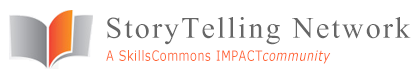 StoryTelling Network
A SkillsCommons IMPACTcommunity